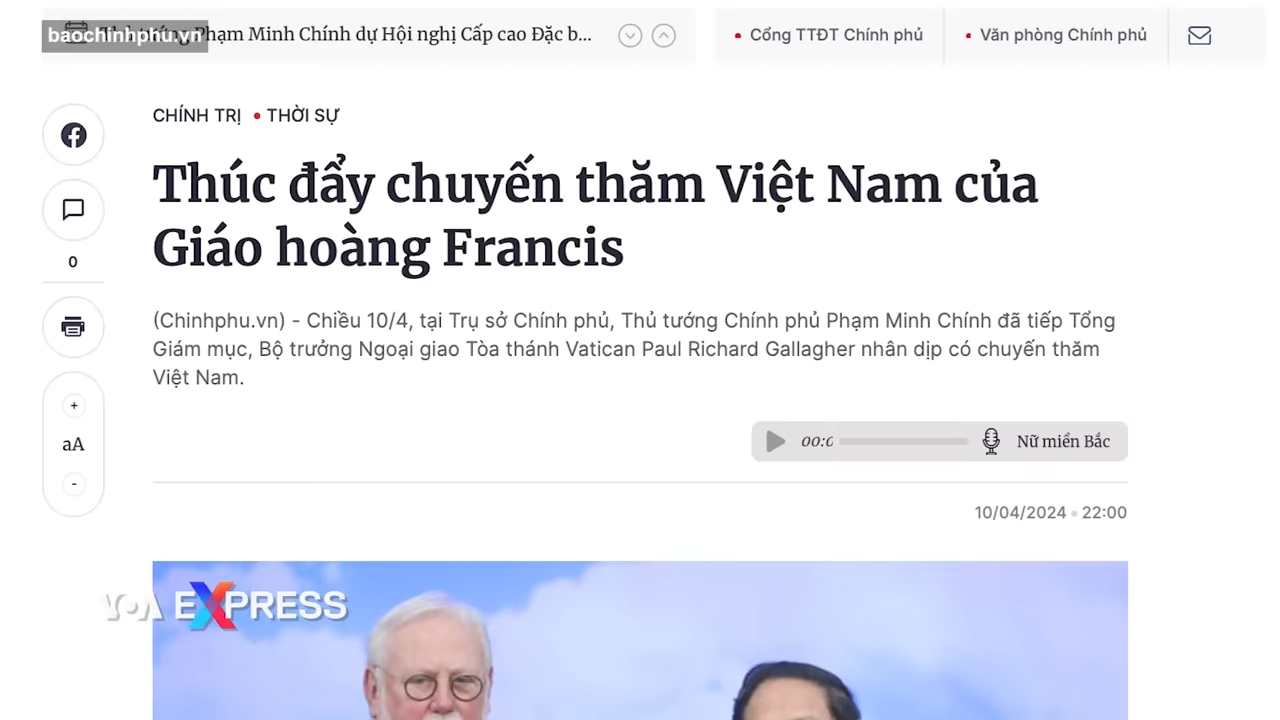 baochinhphu.vn
Phạm Minh Chính dự Hội nghị Cấp cao Đặc b...
Cổng TTĐT Chính phủ
Văn phòng Chính phủ
CHÍNH TRỊ • THỜI SỰ
Thúc đẩy chuyến thăm Việt Nam của
Giáo hoàng Francis
0
(Chinhphu.vn) - Chiều 10/4, tại Trụ sở Chính phủ, Thủ tướng Chính phủ Phạm Minh Chính đã tiếp Tổng
Giám mục, Bộ trưởng Ngoại giao Tòa thánh Vatican Paul Richard Gallagher nhân dịp có chuyến thăm
Việt Nam.
+
aA
-
00:0
Nữ miền Bắc
10/04/2024 • 22:00
VOA EXPRESS